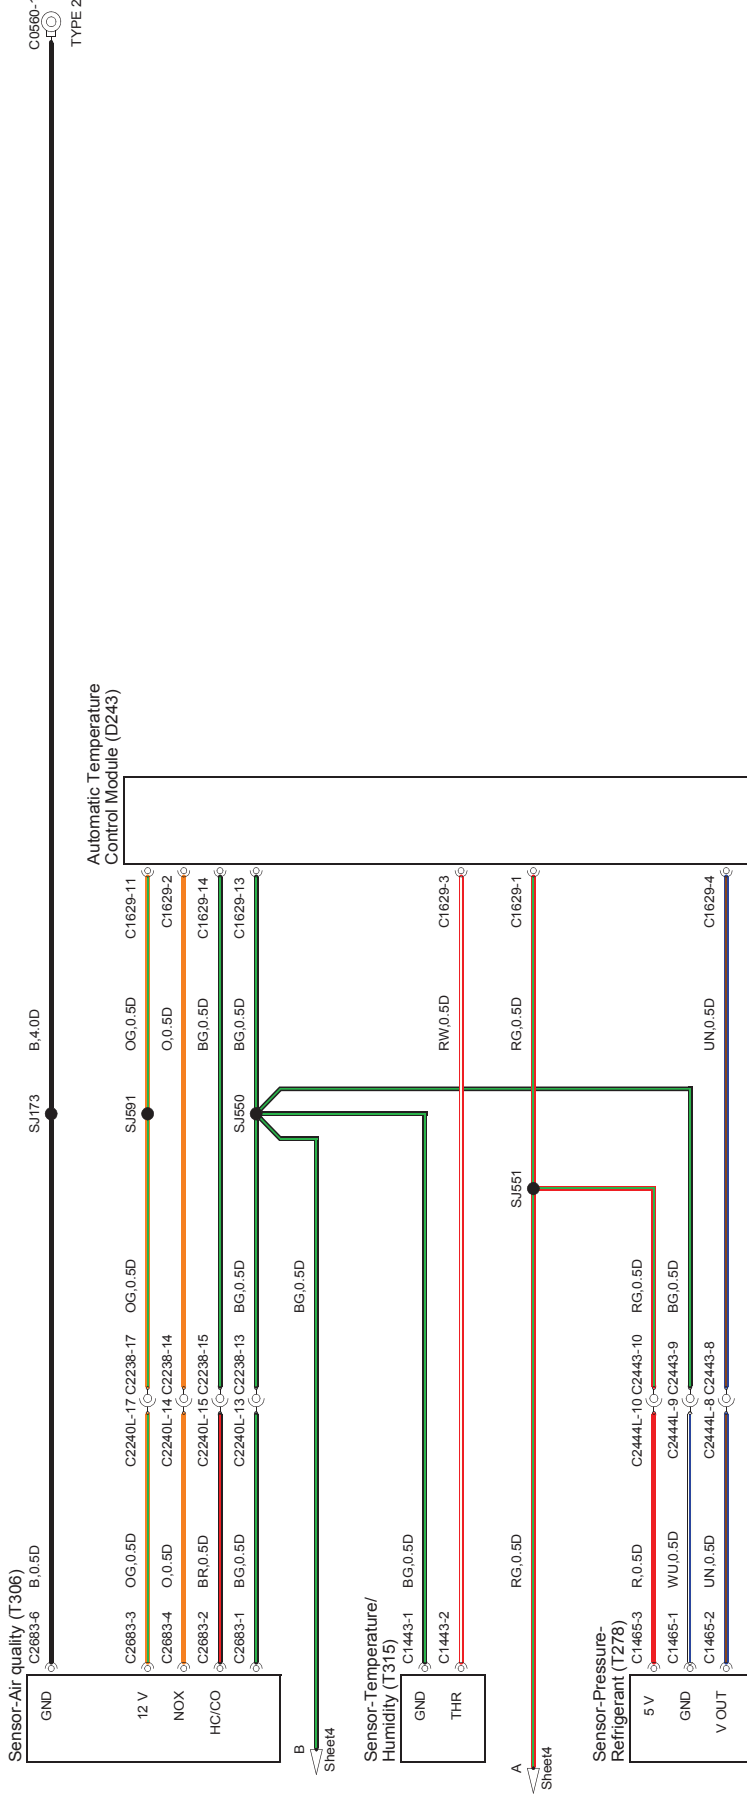 C0560-
TYPE 2
B,4.0D
SJ173
B,0.5D
C2683-6
Sensor-Air quality (T306)
GND
12 V
NOX
HC/CO
C2683-3
OG,0.5D
C2240L-17
C2238-17
OG,0.5D
SJ591
OG,0.5D
C1629-11
C2683-4
O,0.5D
C2240L-14
C2238-14
O,0.5D
C1629-2
C2683-2
BR,0.5D
C2240L-15
C2238-15
BG,0.5D
C1629-14
C2683-1
BG,0.5D
C2240L-13
C2238-13
BG,0.5D
SJ550
BG,0.5D
C1629-13
Automatic Temperature
Control Module (D243)
B
Sheet4
BG,0.5D
Sensor-Temperature/
Humidity (T315)
GND
THR
C1443-1
BG,0.5D
C1443-2
RW,0.5D
C1629-3
A
Sheet4
RG,0.5D
SJ551
RG,0.5D
C1629-1
Sensor-Pressure-
Refrigerant (T278)
5 V
GND
V OUT
C1465-3
R,0.5D
C2444L-10
C2443-10
RG,0.5D
C1465-1
WU,0.5D
C2444L-9
C2443-9
BG,0.5D
C1465-2
UN,0.5D
C2444L-8
C2443-8
UN,0.5D
C1629-4